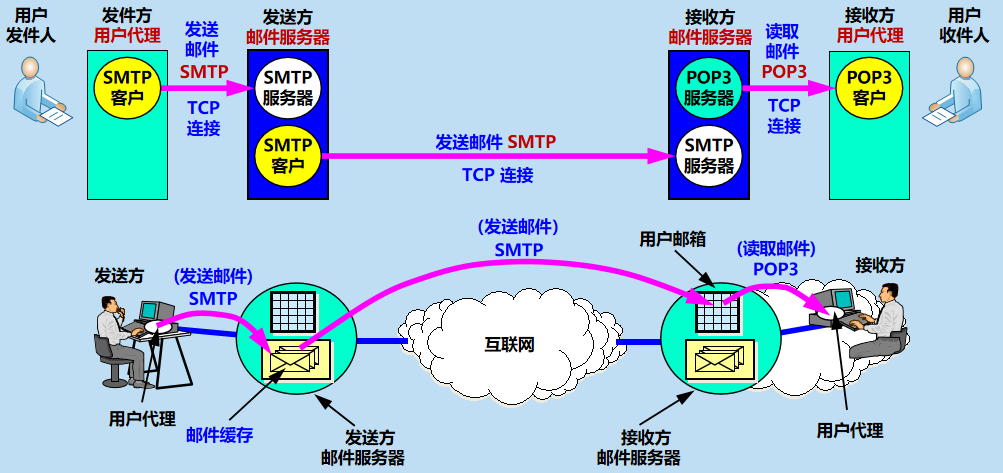 用户
发件人
发件方
用户代理
发送
邮件
SMTP
TCP
连接
发送方
邮件服务器
接收方
邮件服务器
读取
邮件
POP3
TCP
连接
接收方
用户代理
用户
收件人
SMTP
客户
SMTP
服务器
POP3
服务器
POP3
客户
SMTP
客户
发送邮件 SMTP
TCP 连接
SMTP
服务器
(发送邮件)
SMTP
用户邮箱
(读取邮件)
POP3
发送方
(发送邮件)
SMTP
接收方
互联网
用户代理
邮件缓存
发送方
邮件服务器
接收方
邮件服务器
用户代理